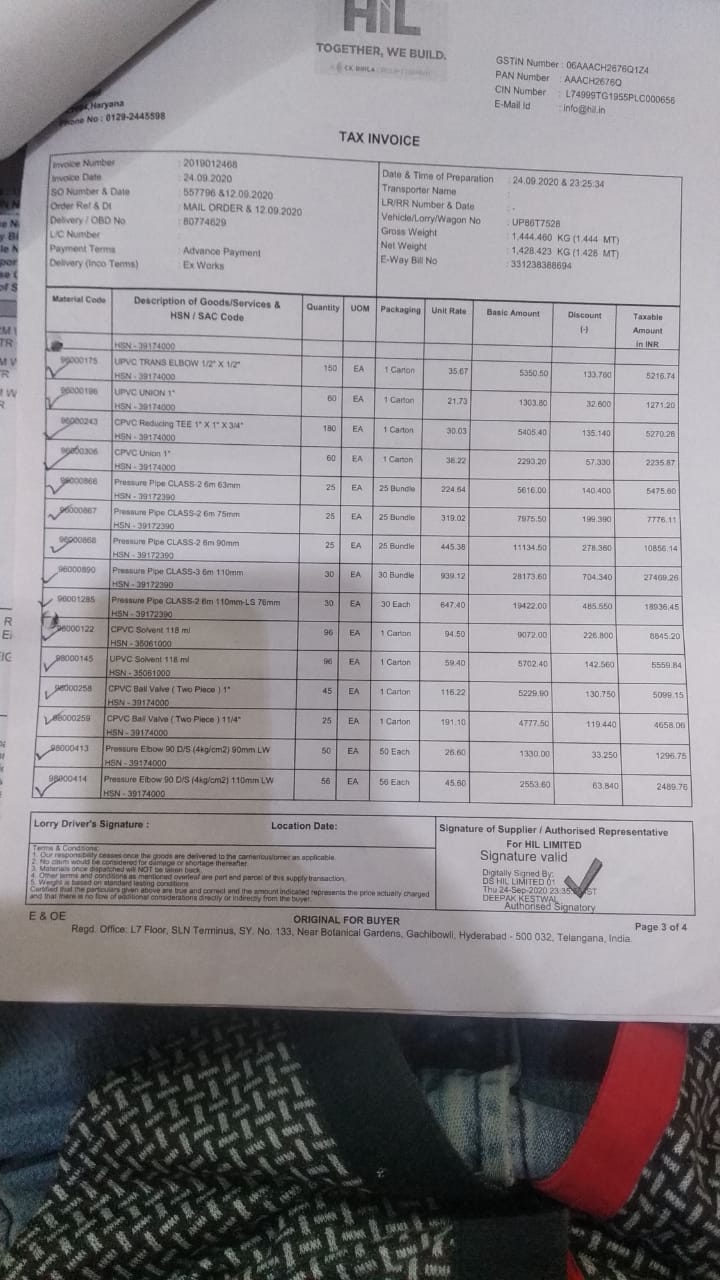 HIL
TOGETHER, WE BUILD.
CK BIRLA
GSTIN Number : 06AAACH2676Q1Z4
PAN Number : AAACH2676Q
CIN Number : L74999TG1955PLC000656
E-Mail Id : info@hil.in
Haryana
Phone No : 0129-2445598
TAX INVOICE
Invoice Number : 2019012468
Invoice Date : 24.09.2020
SO Number & Date : 557796 &12.09.2020
Order Ref & Dt : MAIL ORDER & 12.09.2020
Delivery / OBD No : 80774629
L/C Number :
Payment Terms : Advance Payment
Delivery (Inco Terms) : Ex Works
Date & Time of Preparation : 24.09.2020 & 23:25:34
Transporter Name
LR/RR Number & Date : .
Vehicle/Lorry/Wagon No : UP86T7528
Gross Weight : 1,444.460 KG (1.444 MT)
Net Weight : 1,428.423 KG (1.428 MT)
E-Way Bill No : 331238388694
Material Code Description of Goods/Services & HSN / SAC Code Quantity UOM Packaging Unit Rate Basic Amount Discount (-) Taxable Amount in INR
HSN - 39174000
96000175 UPVC TRANS ELBOW 1/2" X 1/2" 150 EA 1 Carton 35.67 5350.50 133.760 5216.74
HSN - 39174000
96000196 UPVC UNION 1" 60 EA 1 Carton 21.73 1303.80 32.600 1271.20
HSN - 39174000
96000243 CPVC Reducing TEE 1" X 1" X 3/4" 180 EA 1 Carton 30.03 5405.40 135.140 5270.26
HSN - 39174000
96000306 CPVC Union 1" 60 EA 1 Carton 38.22 2293.20 57.330 2235.87
HSN - 39174000
96000866 Pressure Pipe CLASS-2 6m 63mm 25 EA 25 Bundle 224.64 5616.00 140.400 5475.60
HSN - 39172390
96000867 Pressure Pipe CLASS-2 6m 75mm 25 EA 25 Bundle 319.02 7975.50 199.390 7776.11
HSN - 39172390
96000868 Pressure Pipe CLASS-2 6m 90mm 25 EA 25 Bundle 445.38 11134.50 278.360 10856.14
HSN - 39172390
96000890 Pressure Pipe CLASS-3 6m 110mm 30 EA 30 Bundle 939.12 28173.60 704.340 27469.26
HSN - 39172390
96001285 Pressure Pipe CLASS-2 6m 110mm-LS 76mm 30 EA 30 Each 647.40 19422.00 485.550 18936.45
HSN - 39172390
98000122 CPVC Solvent 118 ml 96 EA 1 Carton 94.50 9072.00 226.800 8845.20
HSN - 35061000
98000145 UPVC Solvent 118 ml 96 EA 1 Carton 59.40 5702.40 142.560 5559.84
HSN - 35061000
98000258 CPVC Ball Valve ( Two Piece ) 1" 45 EA 1 Carton 116.22 5229.90 130.750 5099.15
HSN - 39174000
98000259 CPVC Ball Valve ( Two Piece ) 11/4" 25 EA 1 Carton 191.10 4777.50 119.440 4658.06
HSN - 39174000
98000413 Pressure Elbow 90 D/S (4kg/cm2) 90mm LW 50 EA 50 Each 26.60 1330.00 33.250 1296.75
HSN - 39174000
98000414 Pressure Elbow 90 D/S (4kg/cm2) 110mm LW 56 EA 56 Each 45.60 2553.60 63.840 2489.76
HSN - 39174000
Lorry Driver's Signature : Location Date:
Terms & Conditions:
1. Our responsibility ceases once the goods are delivered to the carrier/customer as applicable.
2. No claim would be considered for damage or shortage thereafter.
3. Materials once dispatched will NOT be taken back.
4. Other terms and conditions as mentioned overleaf are part and parcel of this supply transaction.
5. Weight is based on standard testing conditions
Certified that the particulars given above are true and correct and the amount indicated represents the price actually charged
and that there is no flow of additional considerations directly or indirectly from the buyer.
Signature of Supplier / Authorised Representative
For HIL LIMITED
Signature valid
Digitally Signed By:
DS HIL LIMITED 01
Thu 24-Sep-2020 23:35 IST
DEEPAK KESTWAL
Authorised Signatory
E & OE
ORIGINAL FOR BUYER
Page 3 of 4
Regd. Office: L7 Floor, SLN Terminus, SY. No. 133, Near Botanical Gardens, Gachibowli, Hyderabad - 500 032, Telangana, India.